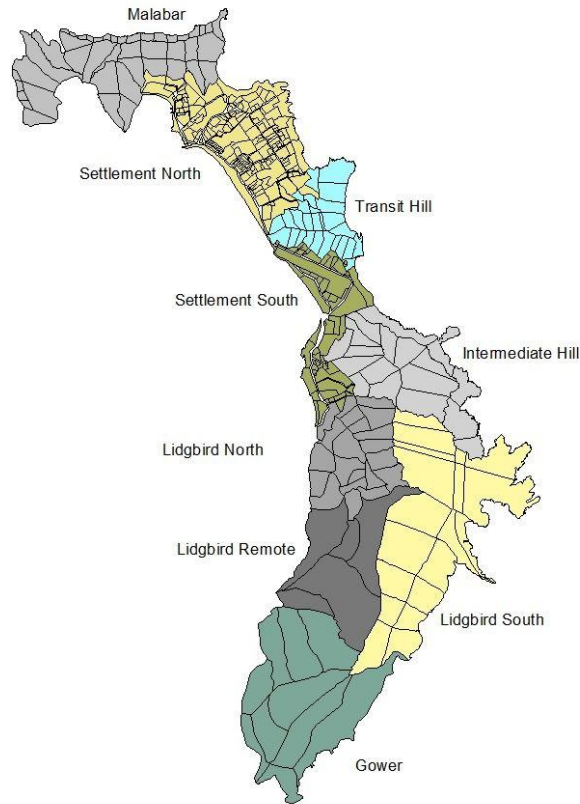 Malabar
Settlement North
Transit Hill
Settlement South
Intermediate Hill
Lidgbird North
Lidgbird Remote
Lidgbird South
Gower